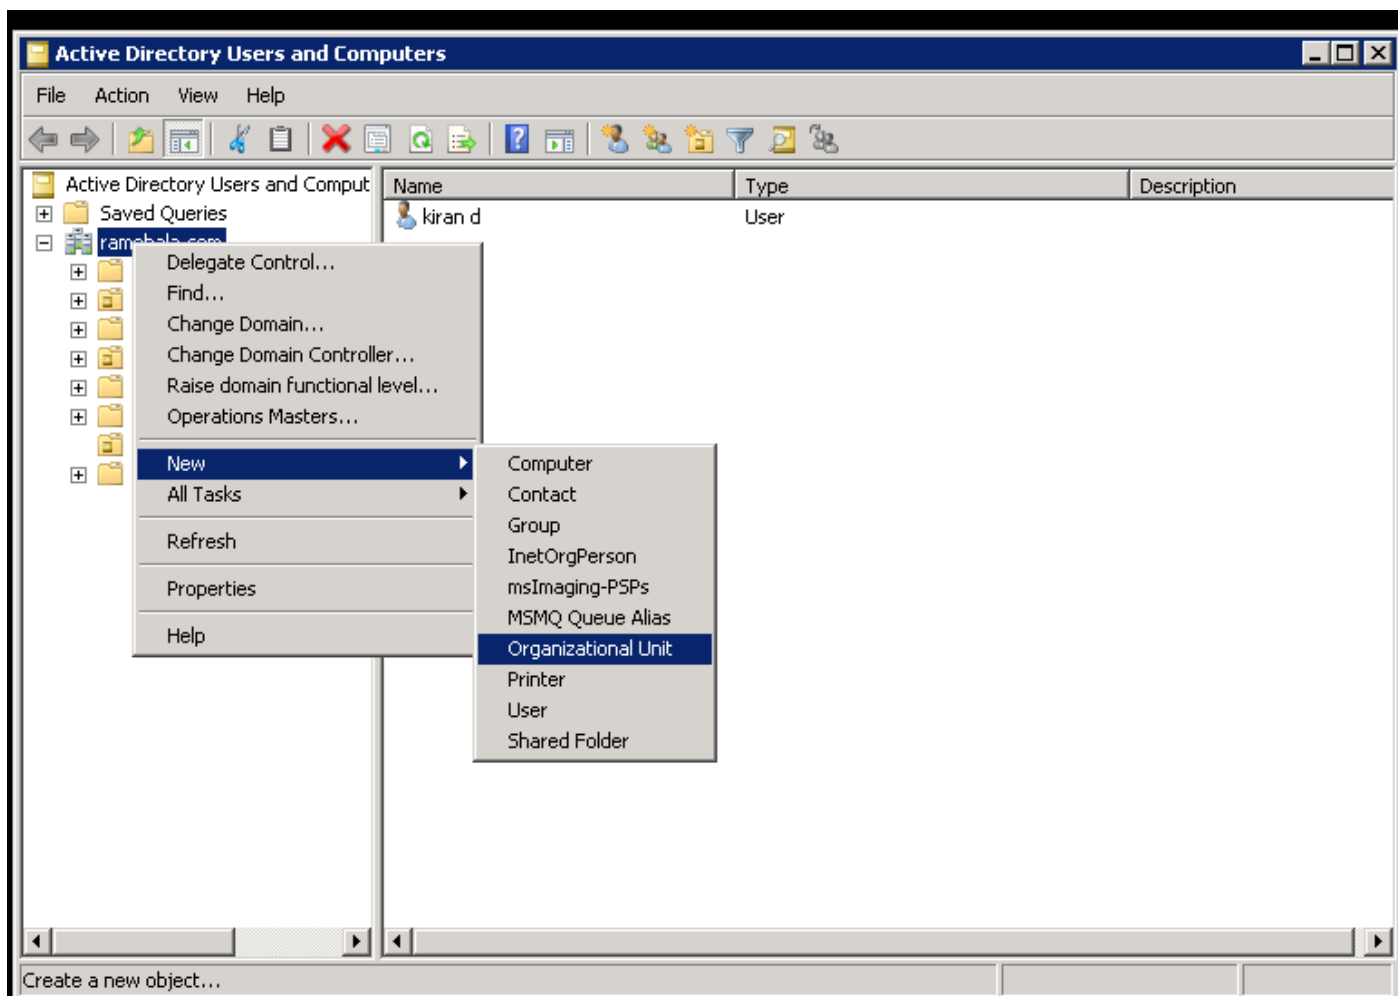 Active Directory Users and Computers
File Action View Help
Active Directory Users and Comput
Name Type Description
Saved Queries
kiran d User
Delegate Control...
Find...
Change Domain...
Change Domain Controller...
Raise domain functional level...
Operations Masters...
New
All Tasks
Refresh
Properties
Help
Computer
Contact
Group
InetOrgPerson
msImaging-PSPs
MSMQ Queue Alias
Organizational Unit
Printer
User
Shared Folder
Create a new object...